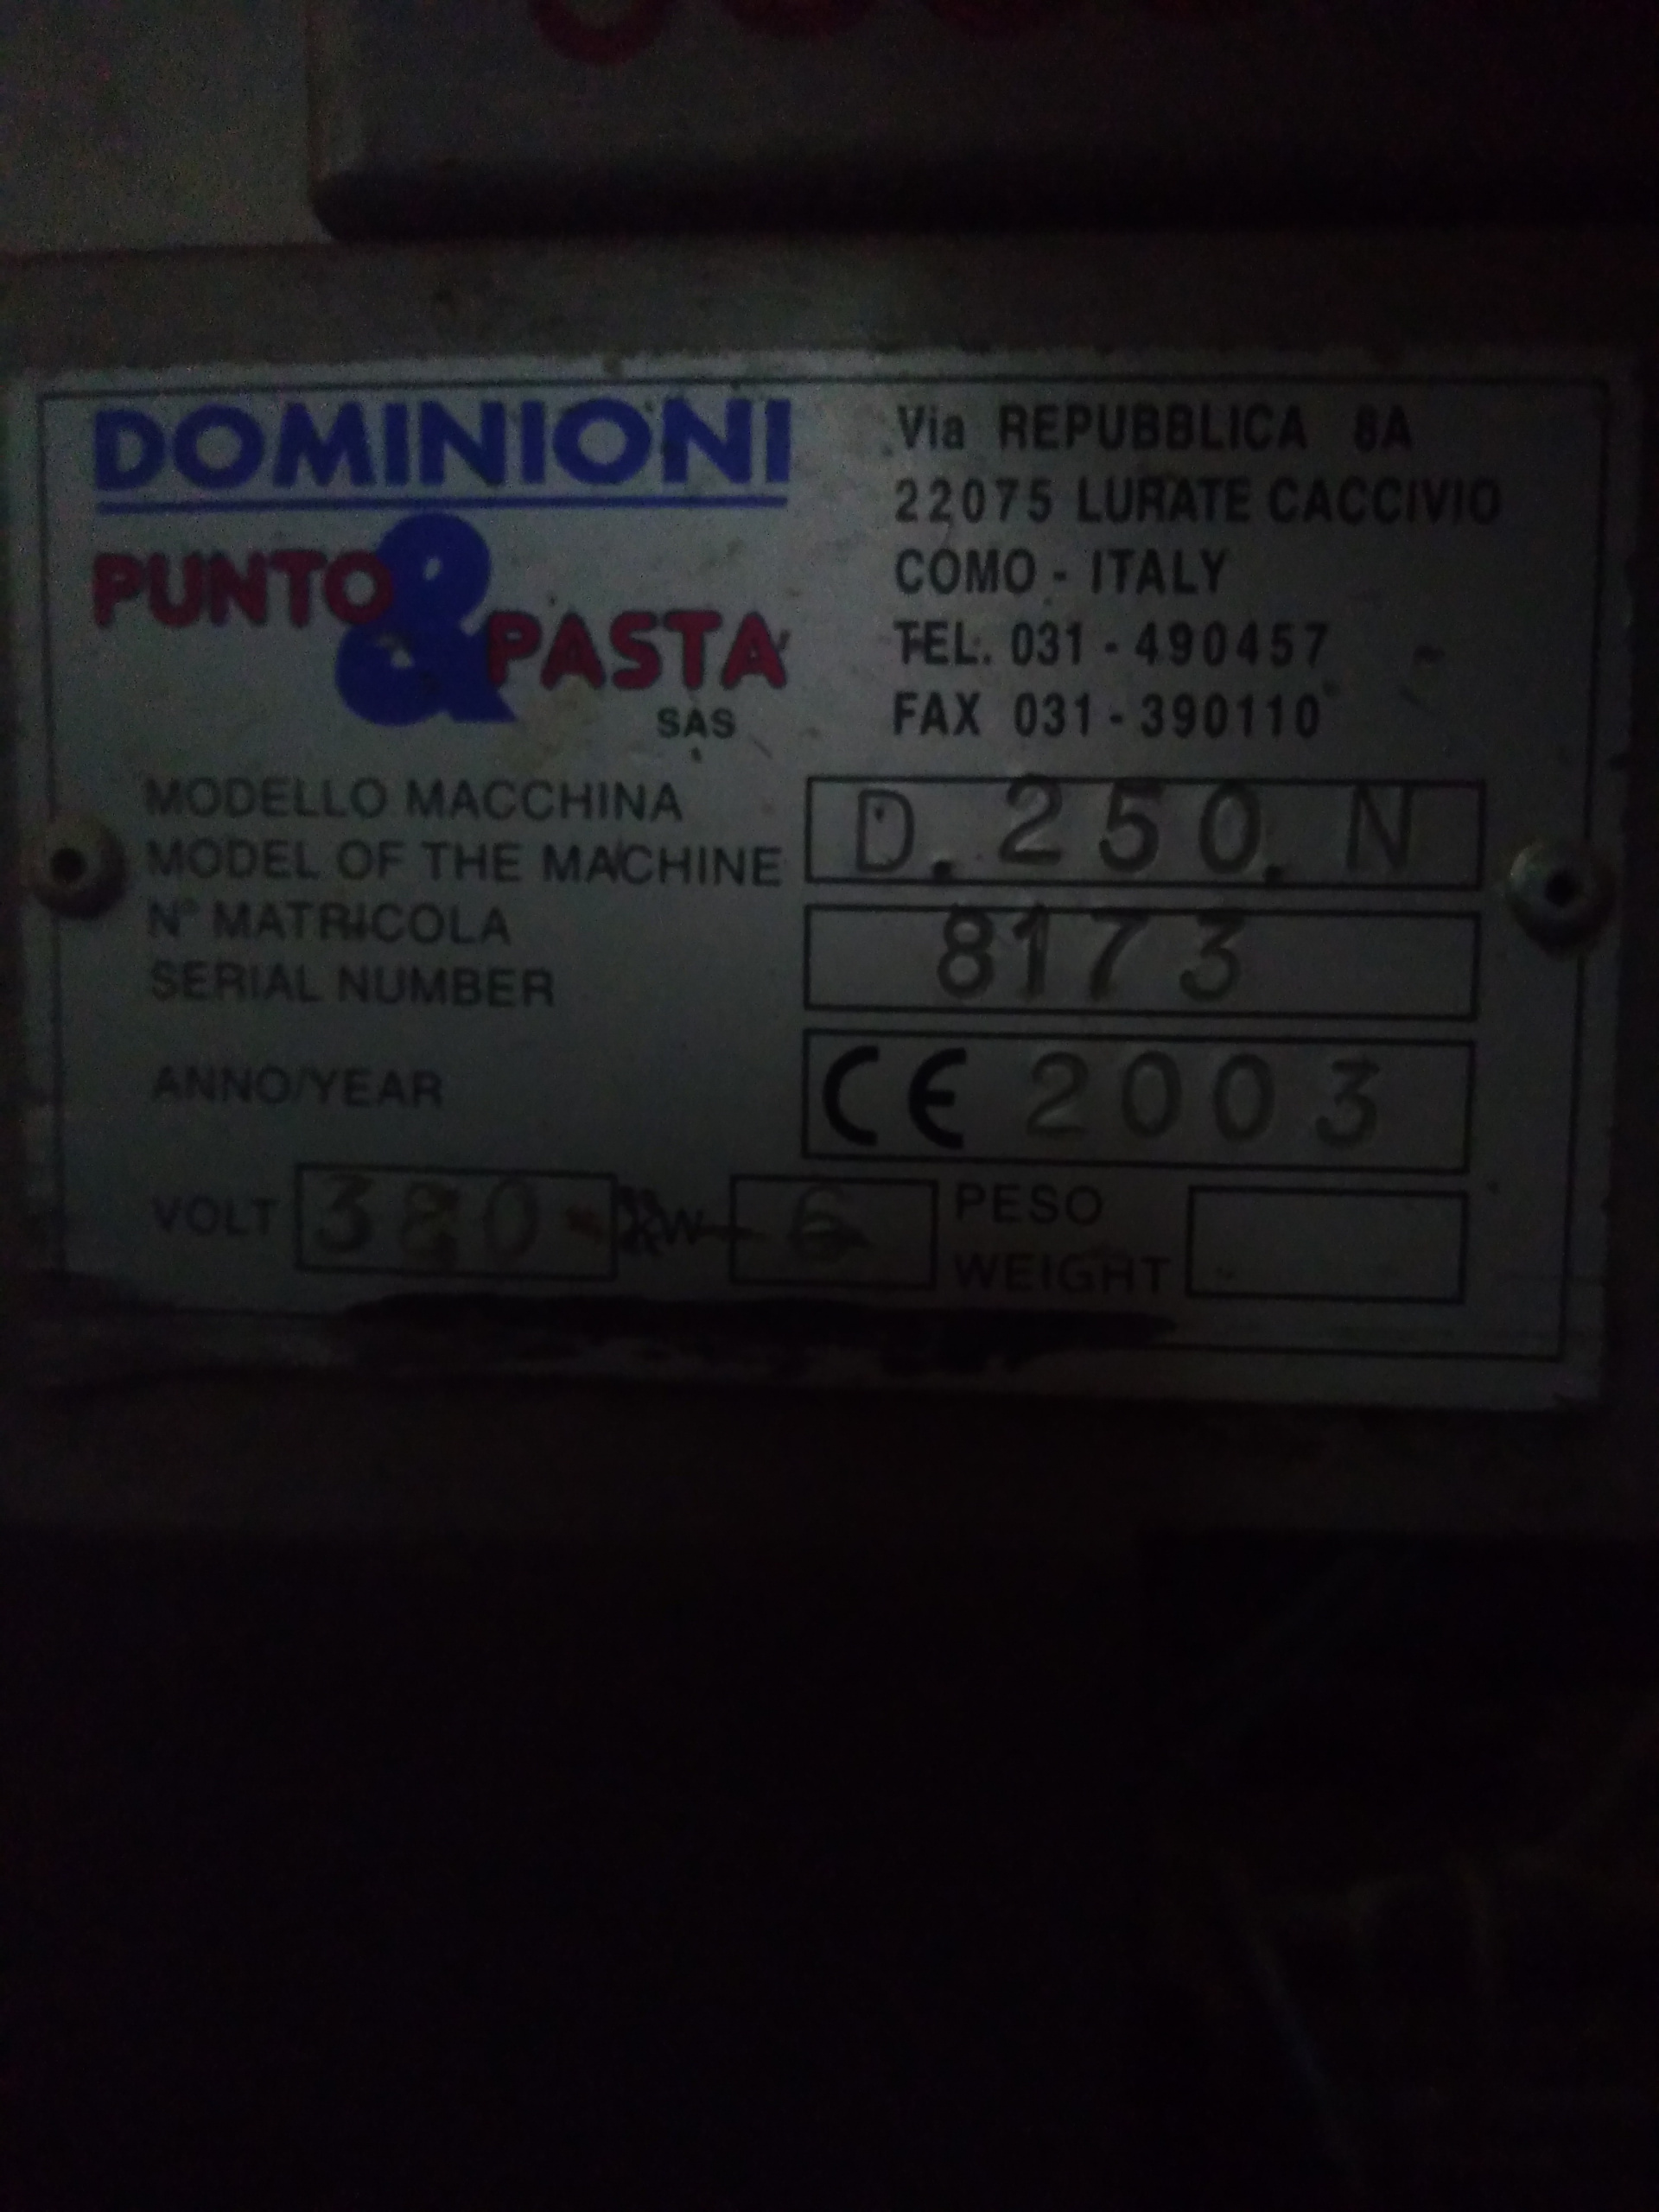 DOMINIONI
PUNTO & PASTA
SAS
Via REPUBBLICA 8A
22075 LURATE CACCIVIO
COMO - ITALY
TEL. 031 - 490457
FAX 031 - 390110
MODELLO MACCHINA
MODEL OF THE MACHINE
D. 250. N
N° MATRICOLA
SERIAL NUMBER
8173
ANNO/YEAR
CE 2003
VOLT 380
6
PESO
WEIGHT